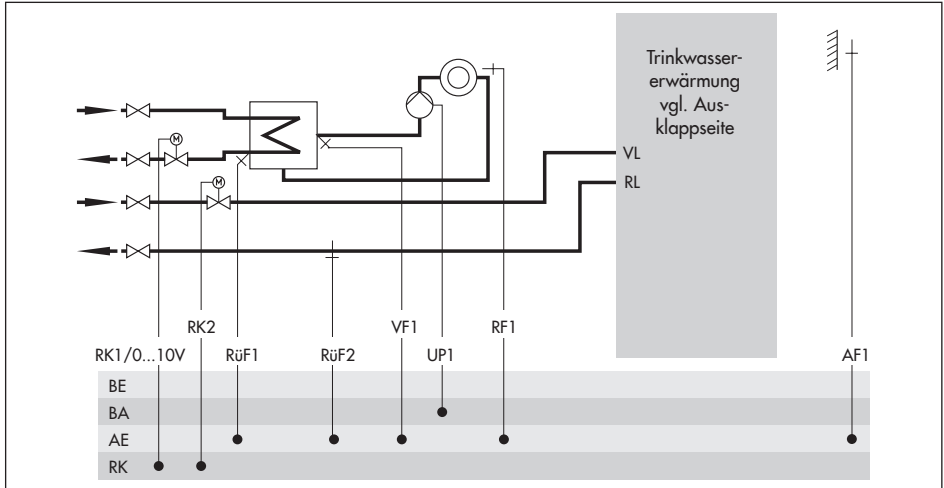 Trinkwasser-
erwärmung
vgl. Aus-
klappseite
M
VL
M
RL
RK2 VF1 RF1
RK1/0...10V RüF1 RüF2 UP1 AF1
BE
BA
AE
RK